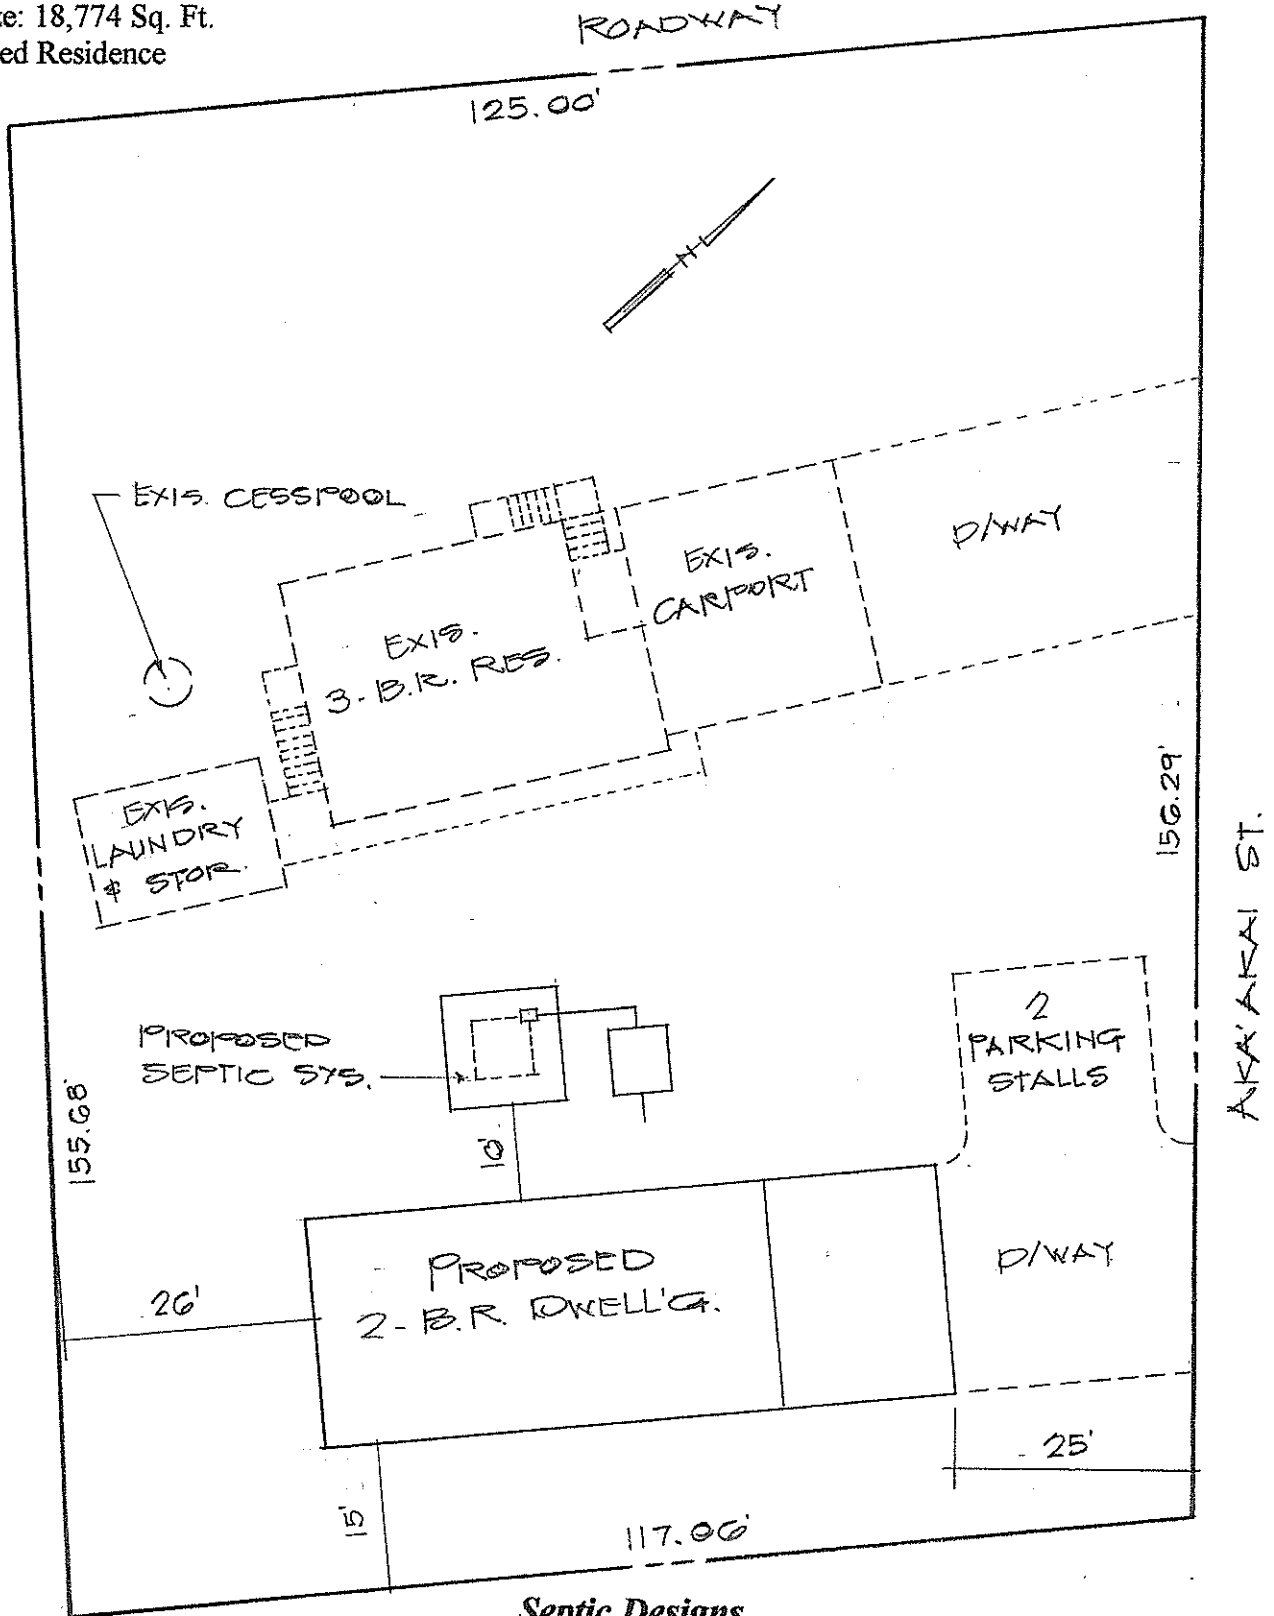 te: 18,774 Sq. Ft.
ed Residence
ROADWAY
125.00'
N
EXIS. CESSPOOL
EXIS.
3-B.R. RES.
EXIS.
CARPORT
D/WAY
EXIS.
LAUNDRY
& STOR.
156.29'
AKA'AKAI ST.
PROPOSED
SEPTIC SYS.
2
PARKING
STALLS
155.68'
10'
PROPOSED
2-B.R. DWELL'G.
D/WAY
26'
25'
15'
117.06'
Septic Designs